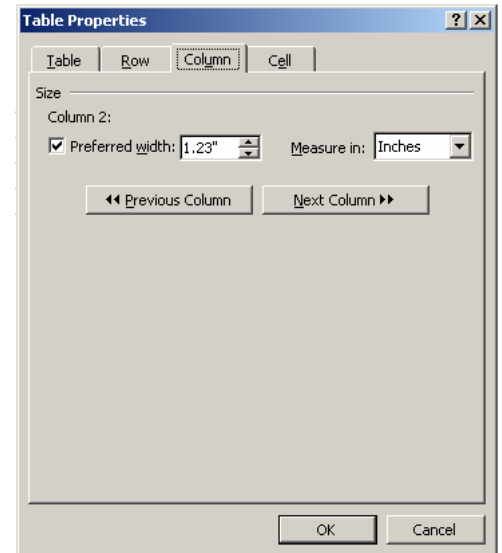 Table Properties
Table Row Column Cell
Size
Column 2:
Preferred width: 1.23" Measure in: Inches
Previous Column Next Column
OK Cancel